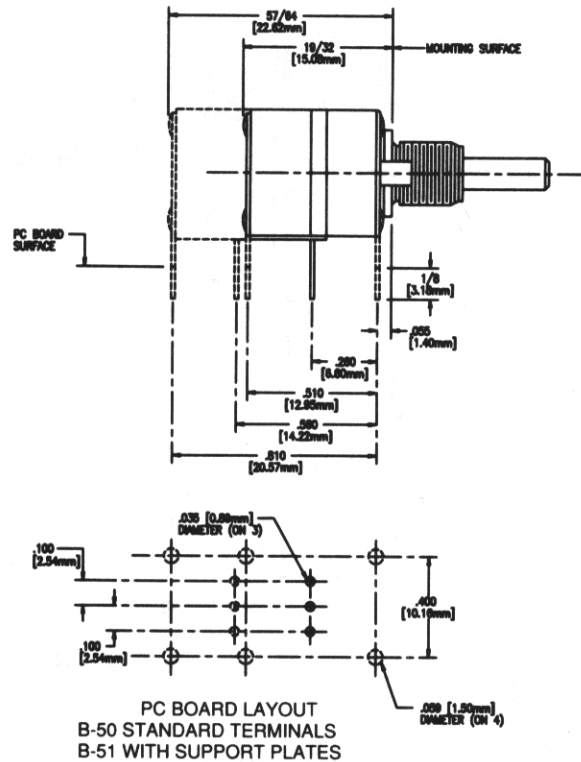 57/64
[22.62mm]
19/32
[15.08mm]
MOUNTING SURFACE
PC BOARD
SURFACE
1/8
[3.18mm]
.055
[1.40mm]
.260
[6.60mm]
.510
[12.95mm]
.560
[14.22mm]
.810
[20.57mm]
.035 [0.89mm]
DIAMETER (ON 3)
.100
[2.54mm]
.400
[10.16mm]
.100
[2.54mm]
.059 [1.50mm]
DIAMETER (ON 4)
PC BOARD LAYOUT
B-50 STANDARD TERMINALS
B-51 WITH SUPPORT PLATES